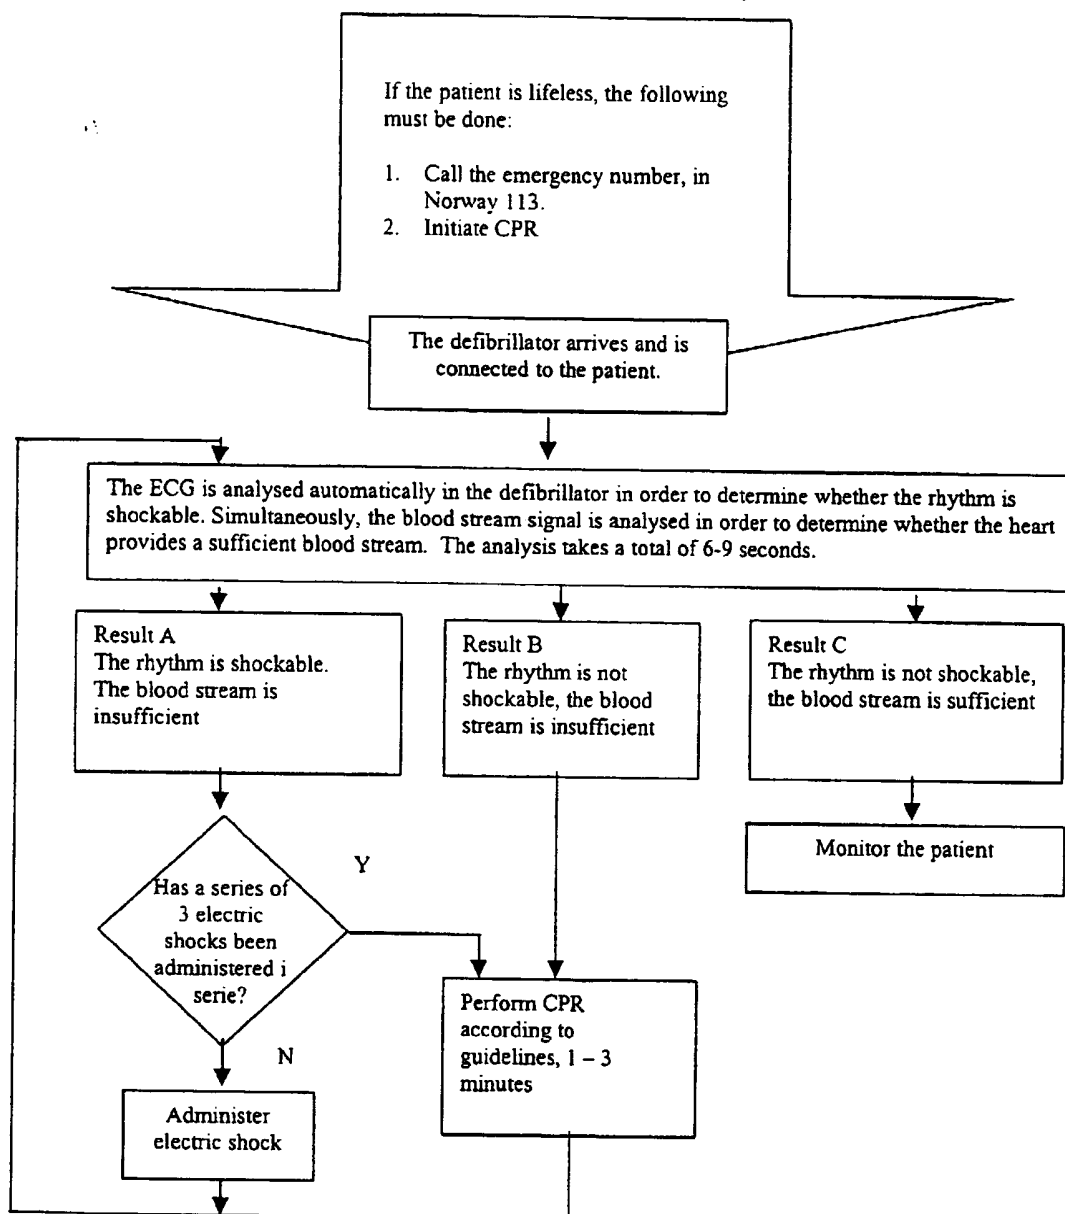 If the patient is lifeless, the following
must be done:
1. Call the emergency number, in
Norway 113.
2. Initiate CPR
The defibrillator arrives and is
connected to the patient.
The ECG is analysed automatically in the defibrillator in order to determine whether the rhythm is
shockable. Simultaneously, the blood stream signal is analysed in order to determine whether the heart
provides a sufficient blood stream. The analysis takes a total of 6-9 seconds.
Result A
The rhythm is shockable.
The blood stream is
insufficient
Result B
The rhythm is not
shockable, the blood
stream is insufficient
Result C
The rhythm is not shockable,
the blood stream is sufficient
Monitor the patient
Has a series of
3 electric
shocks been
administered i
serie?
Y
N
Perform CPR
according to
guidelines, 1 – 3
minutes
Administer
electric shock